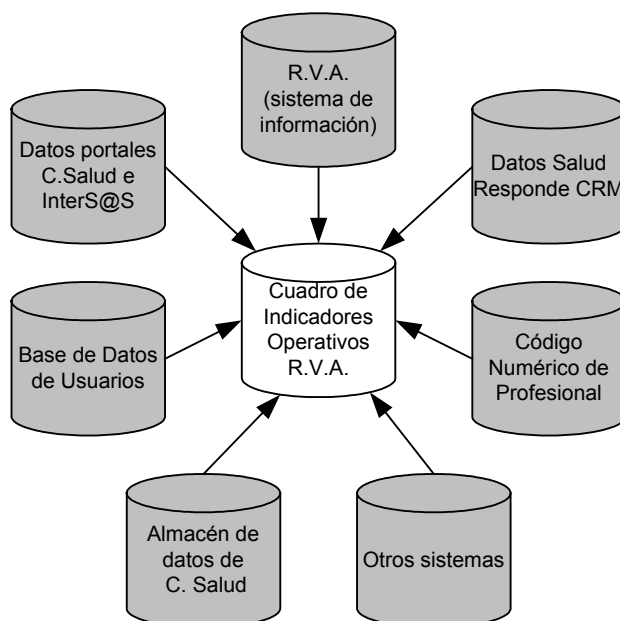 R.V.A.
(sistema de
información)
Datos portales
C.Salud e
InterS@S
Datos Salud
Responde CRM
Cuadro de
Indicadores
Operativos
R.V.A.
Base de Datos
de Usuarios
Código
Numérico de
Profesional
Almacén de
datos de
C. Salud
Otros sistemas